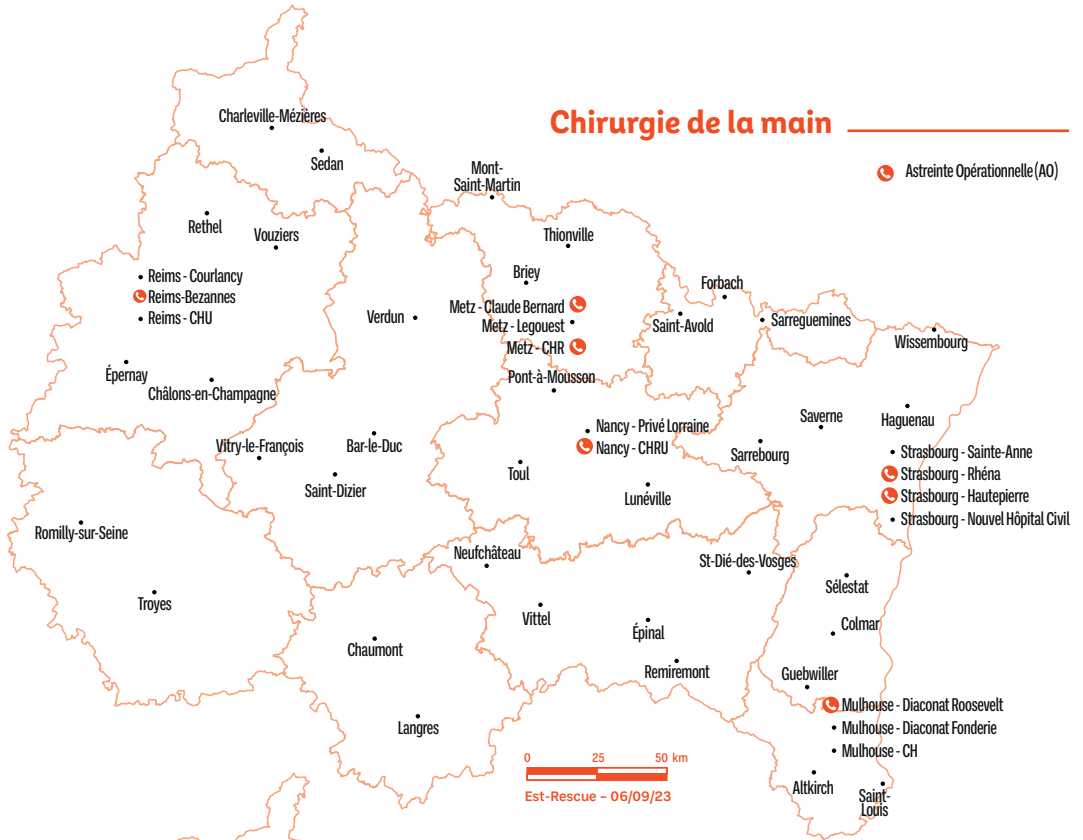 Chirurgie de la main
Astreinte Opérationnelle (AO)
Charleville-Mézières
Sedan
Mont-
Saint-Martin
Rethel
Vouziers
Thionville
Reims - Courlancy
Reims-Bezannes
Reims - CHU
Briey
Forbach
Metz - Claude Bernard
Metz - Legouest
Metz - CHR
Verdun
Saint-Avold
Sarreguemines
Wissembourg
Épernay
Châlons-en-Champagne
Pont-à-Mousson
Vitry-le-François
Bar-le-Duc
Saint-Dizier
Nancy - Privé Lorraine
Nancy - CHRU
Toul
Lunéville
Saverne
Haguenau
Sarrebourg
Strasbourg - Sainte-Anne
Strasbourg - Rhéna
Strasbourg - Hautepierre
Strasbourg - Nouvel Hôpital Civil
Romilly-sur-Seine
Troyes
Neufchâteau
St-Dié-des-Vosges
Sélestat
Vittel
Épinal
Colmar
Chaumont
Remiremont
Guebwiller
Langres
Mulhouse - Diaconat Roosevelt
Mulhouse - Diaconat Fonderie
Mulhouse - CH
Altkirch
Saint-
Louis
0 25 50 km
Est-Rescue – 06/09/23